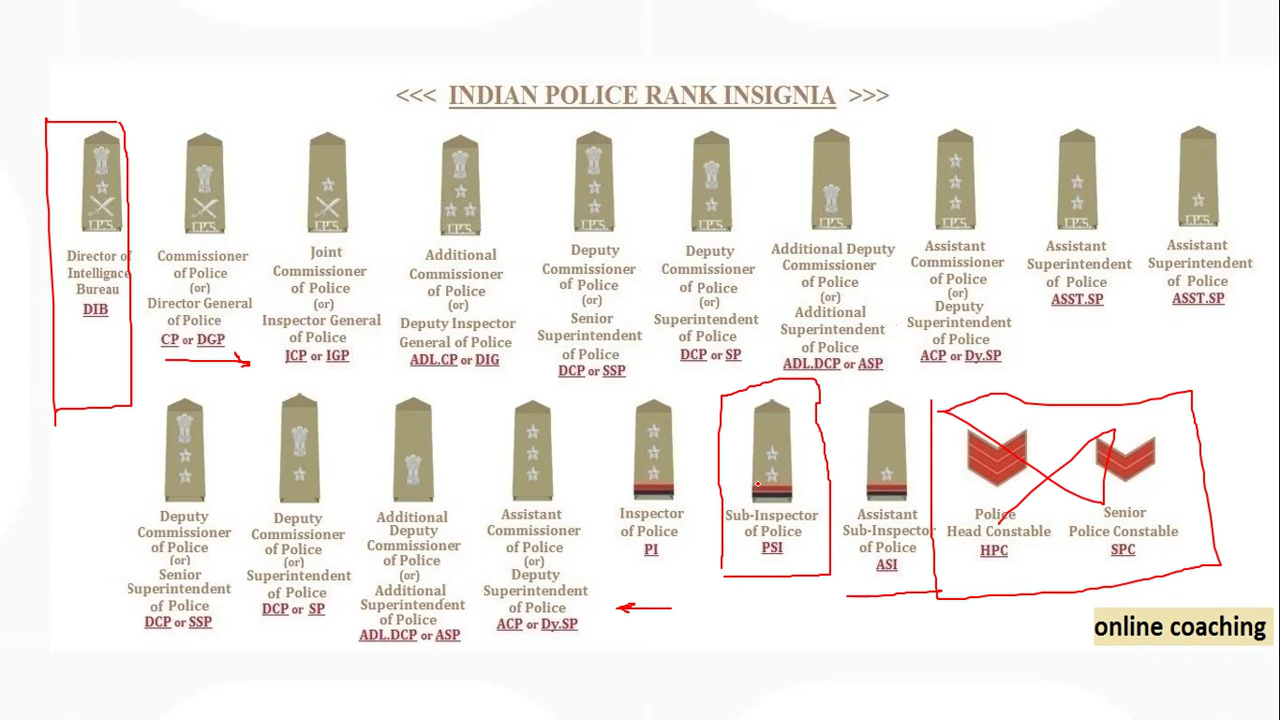 <<< INDIAN POLICE RANK INSIGNIA >>>
I.P.S.
I.P.S.
I.P.S.
I.P.S.
I.P.S.
I.P.S.
I.P.S.
I.P.S.
I.P.S.
I.P.S.
Director of
Intelligence
Bureau
DIB
Commissioner
of Police
(or)
Director General
of Police
CP or DGP
Joint
Commissioner
of Police
(or)
Inspector General
of Police
JCP or IGP
Additional
Commissioner
of Police
(or)
Deputy Inspector
General of Police
ADL.CP or DIG
Deputy
Commissioner
of Police
(or)
Senior
Superintendent
of Police
DCP or SSP
Deputy
Commissioner
of Police
(or)
Superintendent
of Police
DCP or SP
Additional Deputy
Commissioner
of Police
(or)
Additional
Superintendent
of Police
ADL.DCP or ASP
Assistant
Commissioner
of Police
(or)
Deputy
Superintendent
of Police
ACP or Dy.SP
Assistant
Superintendent
of Police
ASST.SP
Assistant
Superintendent
of Police
ASST.SP
Deputy
Commissioner
of Police
(or)
Senior
Superintendent
of Police
DCP or SSP
Deputy
Commissioner
of Police
(or)
Superintendent
of Police
DCP or SP
Additional
Deputy
Commissioner
of Police
(or)
Additional
Superintendent
of Police
ADL.DCP or ASP
Assistant
Commissioner
of Police
(or)
Deputy
Superintendent
of Police
ACP or Dy.SP
Inspector
of Police
PI
Sub-Inspector
of Police
PSI
Assistant
Sub-Inspector
of Police
ASI
Police
Head Constable
HPC
Senior
Police Constable
SPC
online coaching